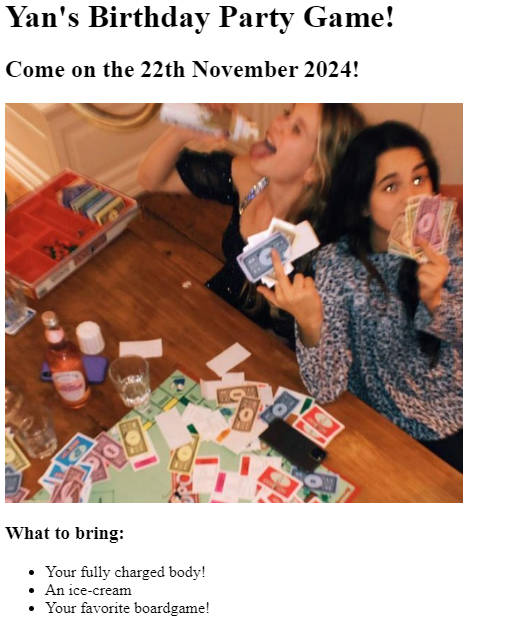 Yan's Birthday Party Game!
Come on the 22th November 2024!
What to bring:
Your fully charged body!
An ice-cream
Your favorite boardgame!